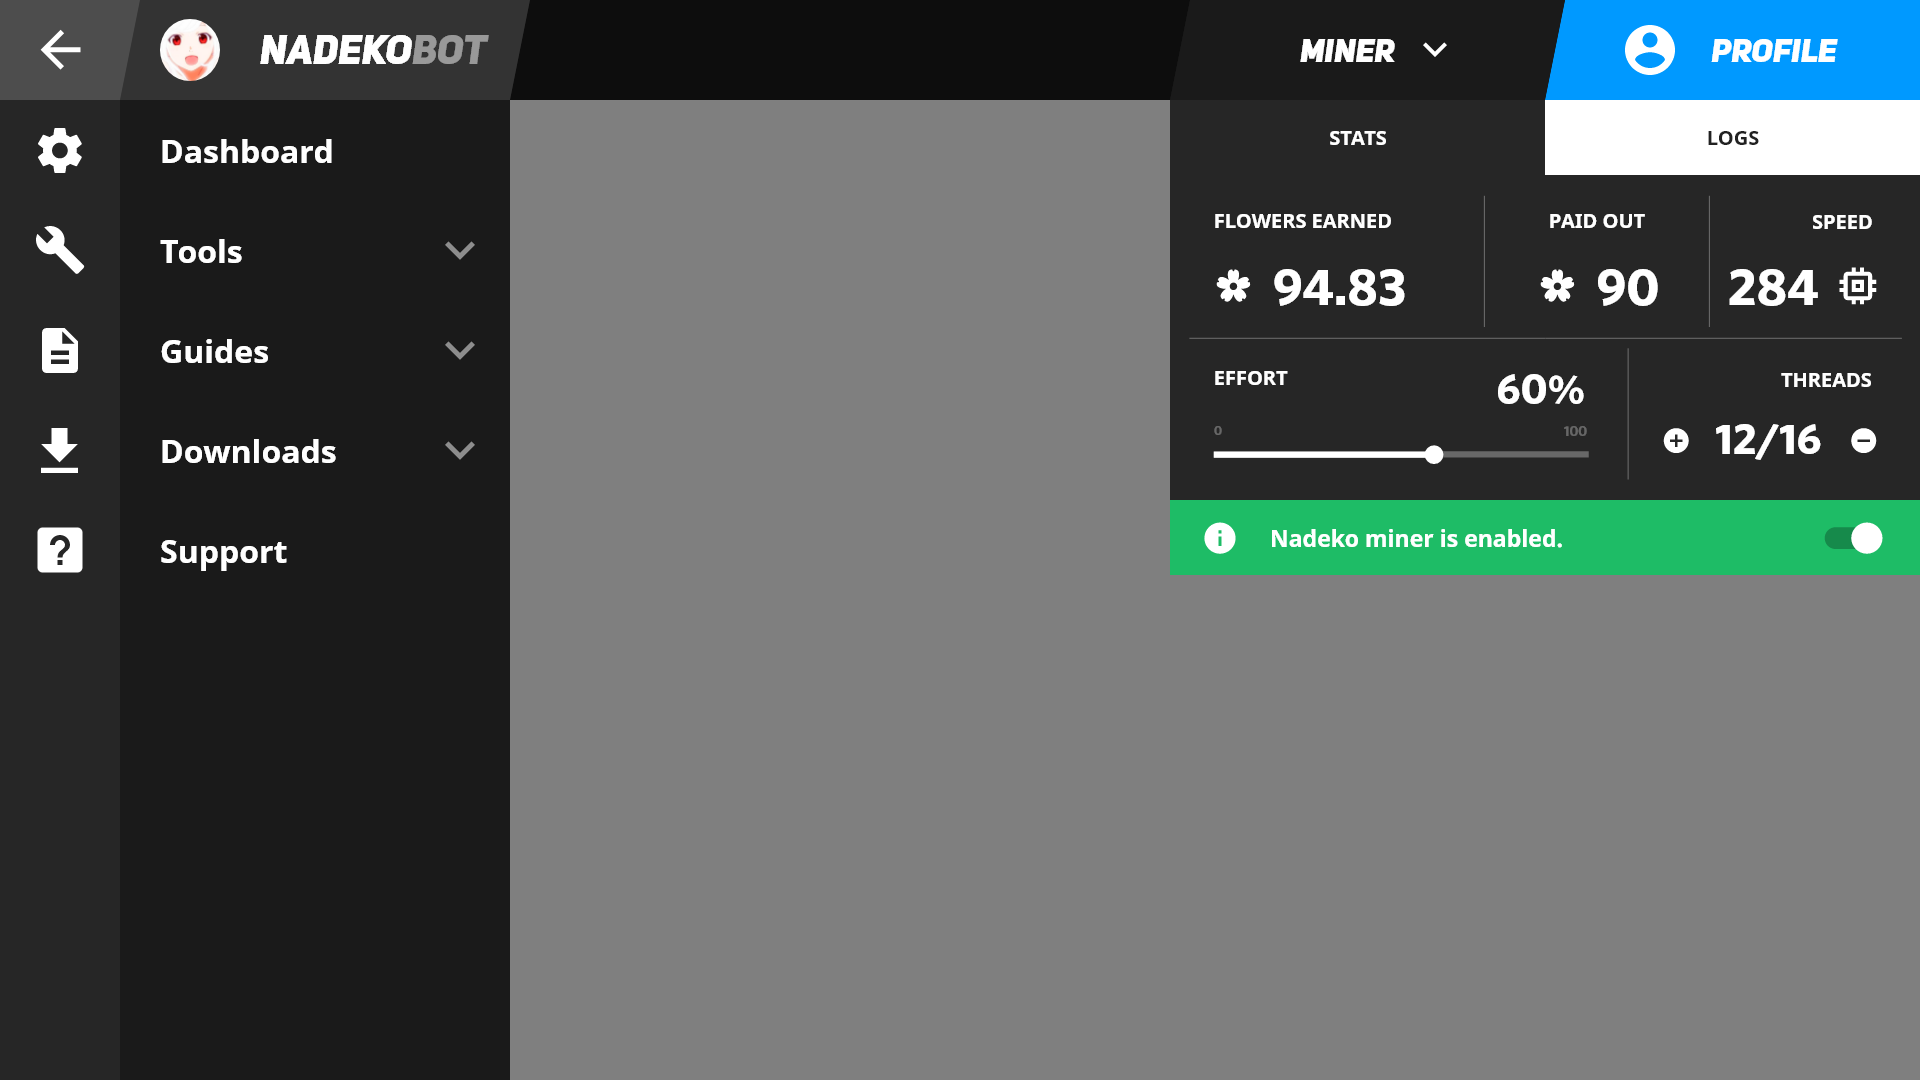 NADEKOBOT
MINER
PROFILE
Dashboard
Tools
Guides
Downloads
Support
STATS
LOGS
FLOWERS EARNED
94.83
PAID OUT
90
SPEED
284
EFFORT
60%
0
100
THREADS
12/16
Nadeko miner is enabled.